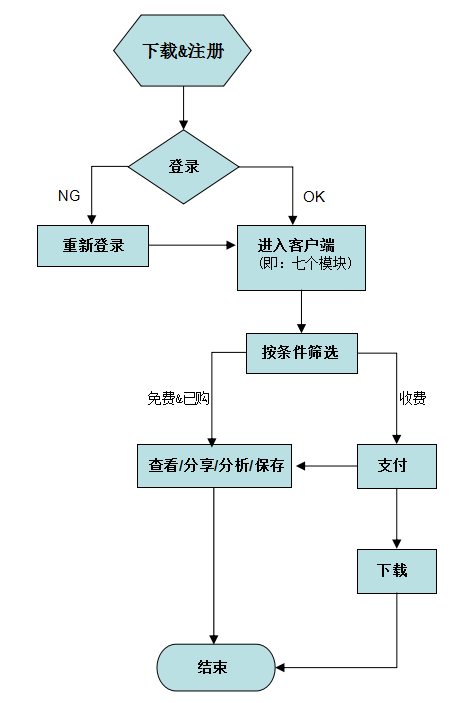 下载&注册
登录
NG
OK
重新登录
进入客户端
(即：七个模块)
按条件筛选
免费&已购
收费
查看/分享/分析/保存
支付
下载
结束